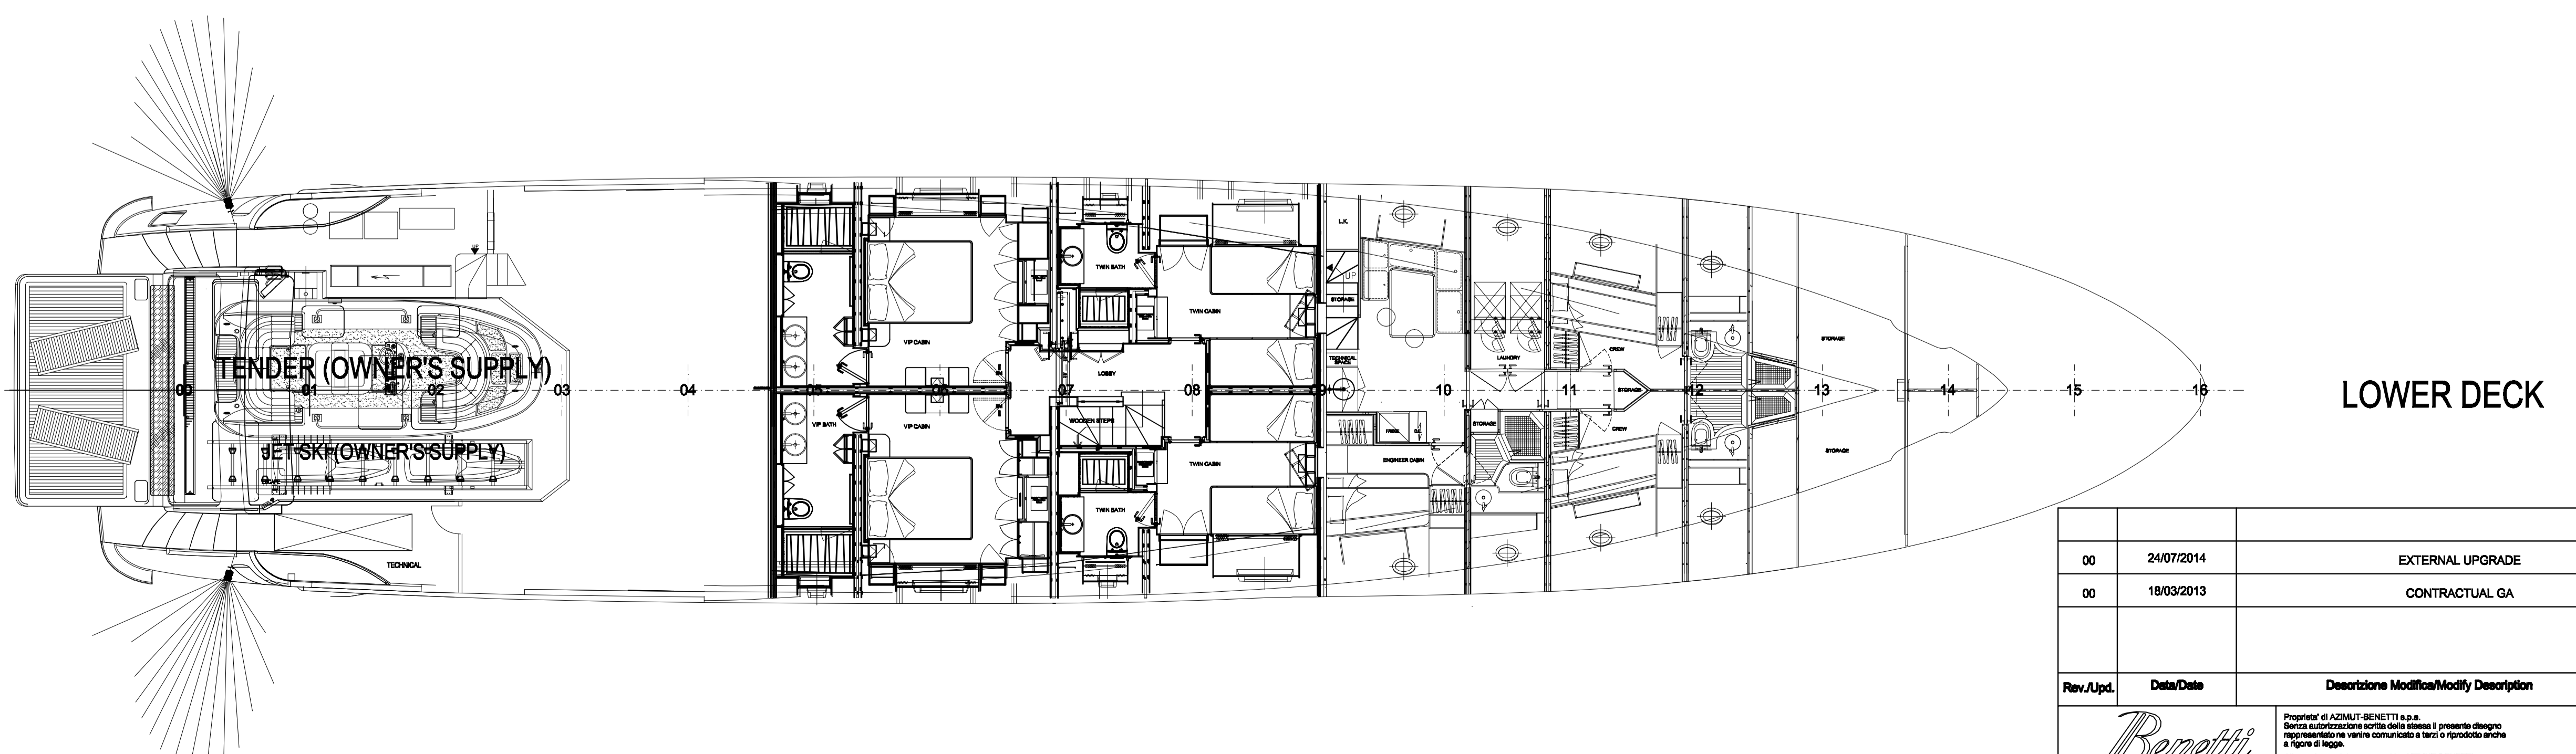 UP
L.K.
UP
TWIN BATH
STORAGE
TWIN CABIN
VIP CABIN
STORAGE
CREW
TECHNICAL
SPACE
LAUNDRY
TENDER (OWNER'S SUPPLY)
LOBBY
00 01 02 03 04 05 06 07 08 09 10 11 STORAGE 12 13 14 15 16
LOWER DECK
VIP BATH
VIP CABIN
WOODEN STEPS
STORAGE
CREW
FRIDGE
JET SKI (OWNER'S SUPPLY)
STORAGE
TWIN CABIN
ENGINEER CABIN
TWIN BATH
TECHNICAL
00 24/07/2014 EXTERNAL UPGRADE
00 18/03/2013 CONTRACTUAL GA
Rev./Upd. Data/Date Descrizione Modifica/Modify Description
Benetti
Proprieta' di AZIMUT-BENETTI s.p.a.
Senza autorizzazione scritta della stessa il presente disegno
rappresentato ne venire comunicato a terzi o riprodotto anche
a rigore di legge.